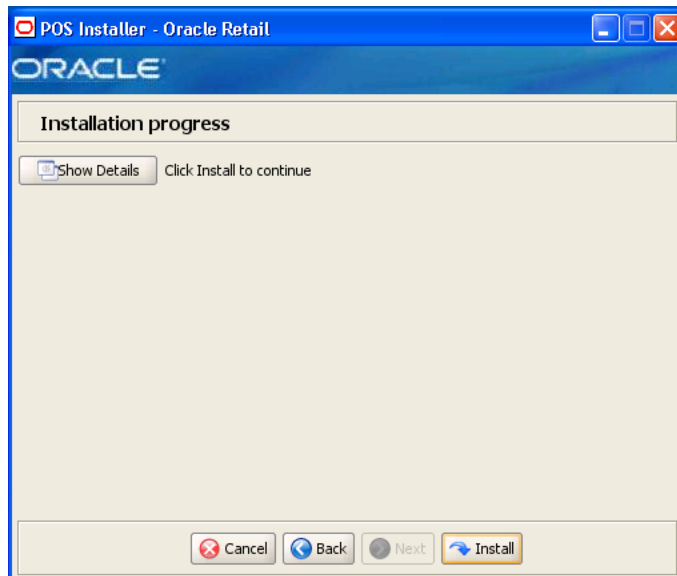 POS Installer - Oracle Retail
ORACLE
Installation progress
Show Details Click Install to continue
Cancel Back Next Install